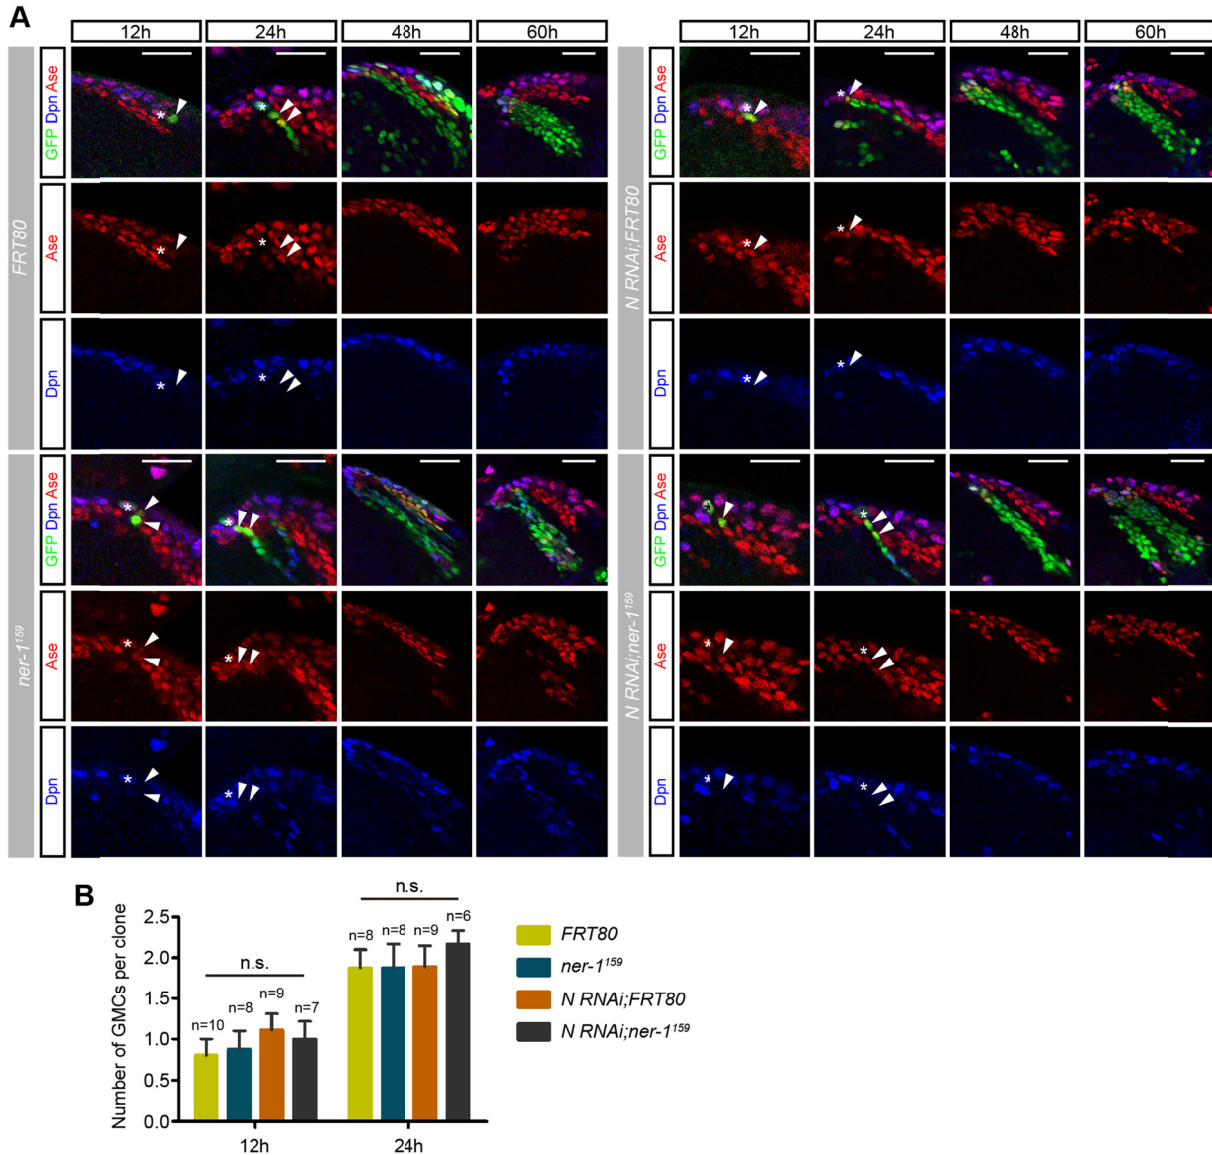 A
12h 24h 48h 60h 12h 24h 48h 60h
FRT80
GFP Dpn Ase
Ase
Dpn
N RNAi;FRT80
GFP Dpn Ase
Ase
Dpn
ner-1¹⁵⁹
GFP Dpn Ase
Ase
Dpn
N RNAi;ner-1¹⁵⁹
GFP Dpn Ase
Ase
Dpn
B
Number of GMCs per clone
2.5
2.0
1.5
1.0
0.5
0.0
n.s.
n=10 n=8 n=9 n=7
n.s.
n=8 n=8 n=9 n=6
12h 24h
FRT80
ner-1¹⁵⁹
N RNAi;FRT80
N RNAi;ner-1¹⁵⁹